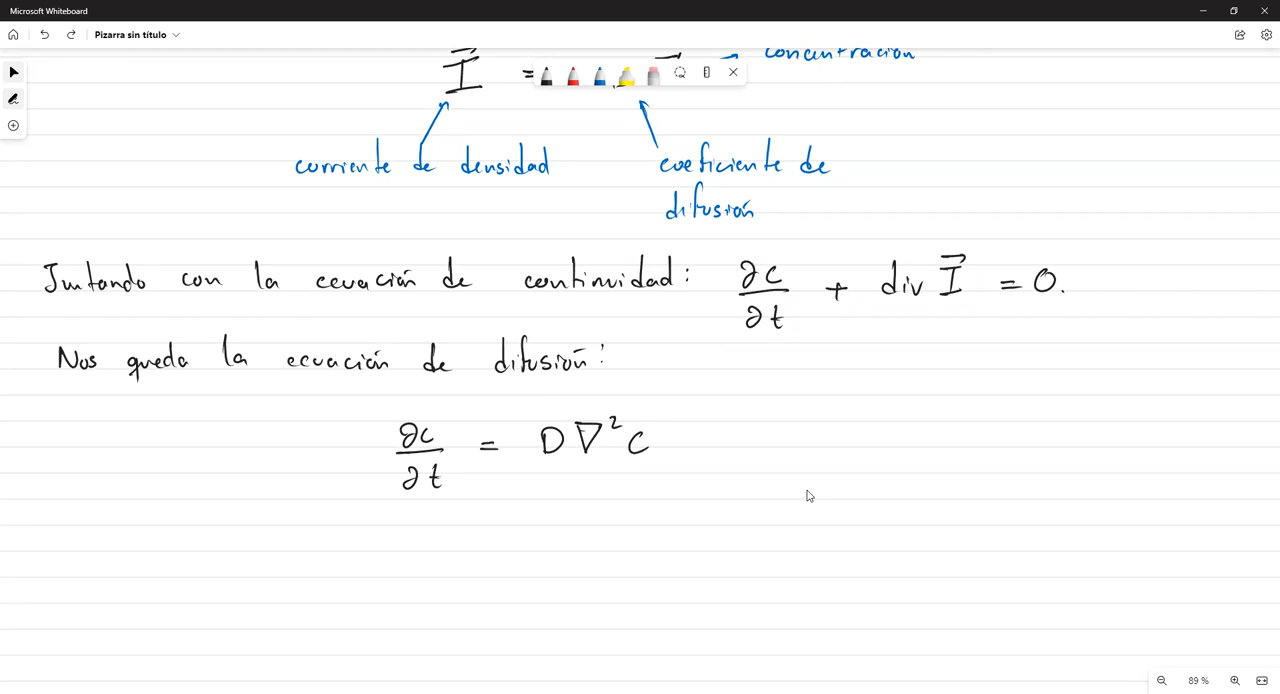 Microsoft Whiteboard
Pizarra sin título
concentración
I⃗ =
corriente de densidad
coeficiente de
difusión
Juntando con la ecuación de continuidad: ∂c/∂t + div I⃗ = 0.
Nos queda la ecuación de difusión:
∂c/∂t = D∇²C
89 %